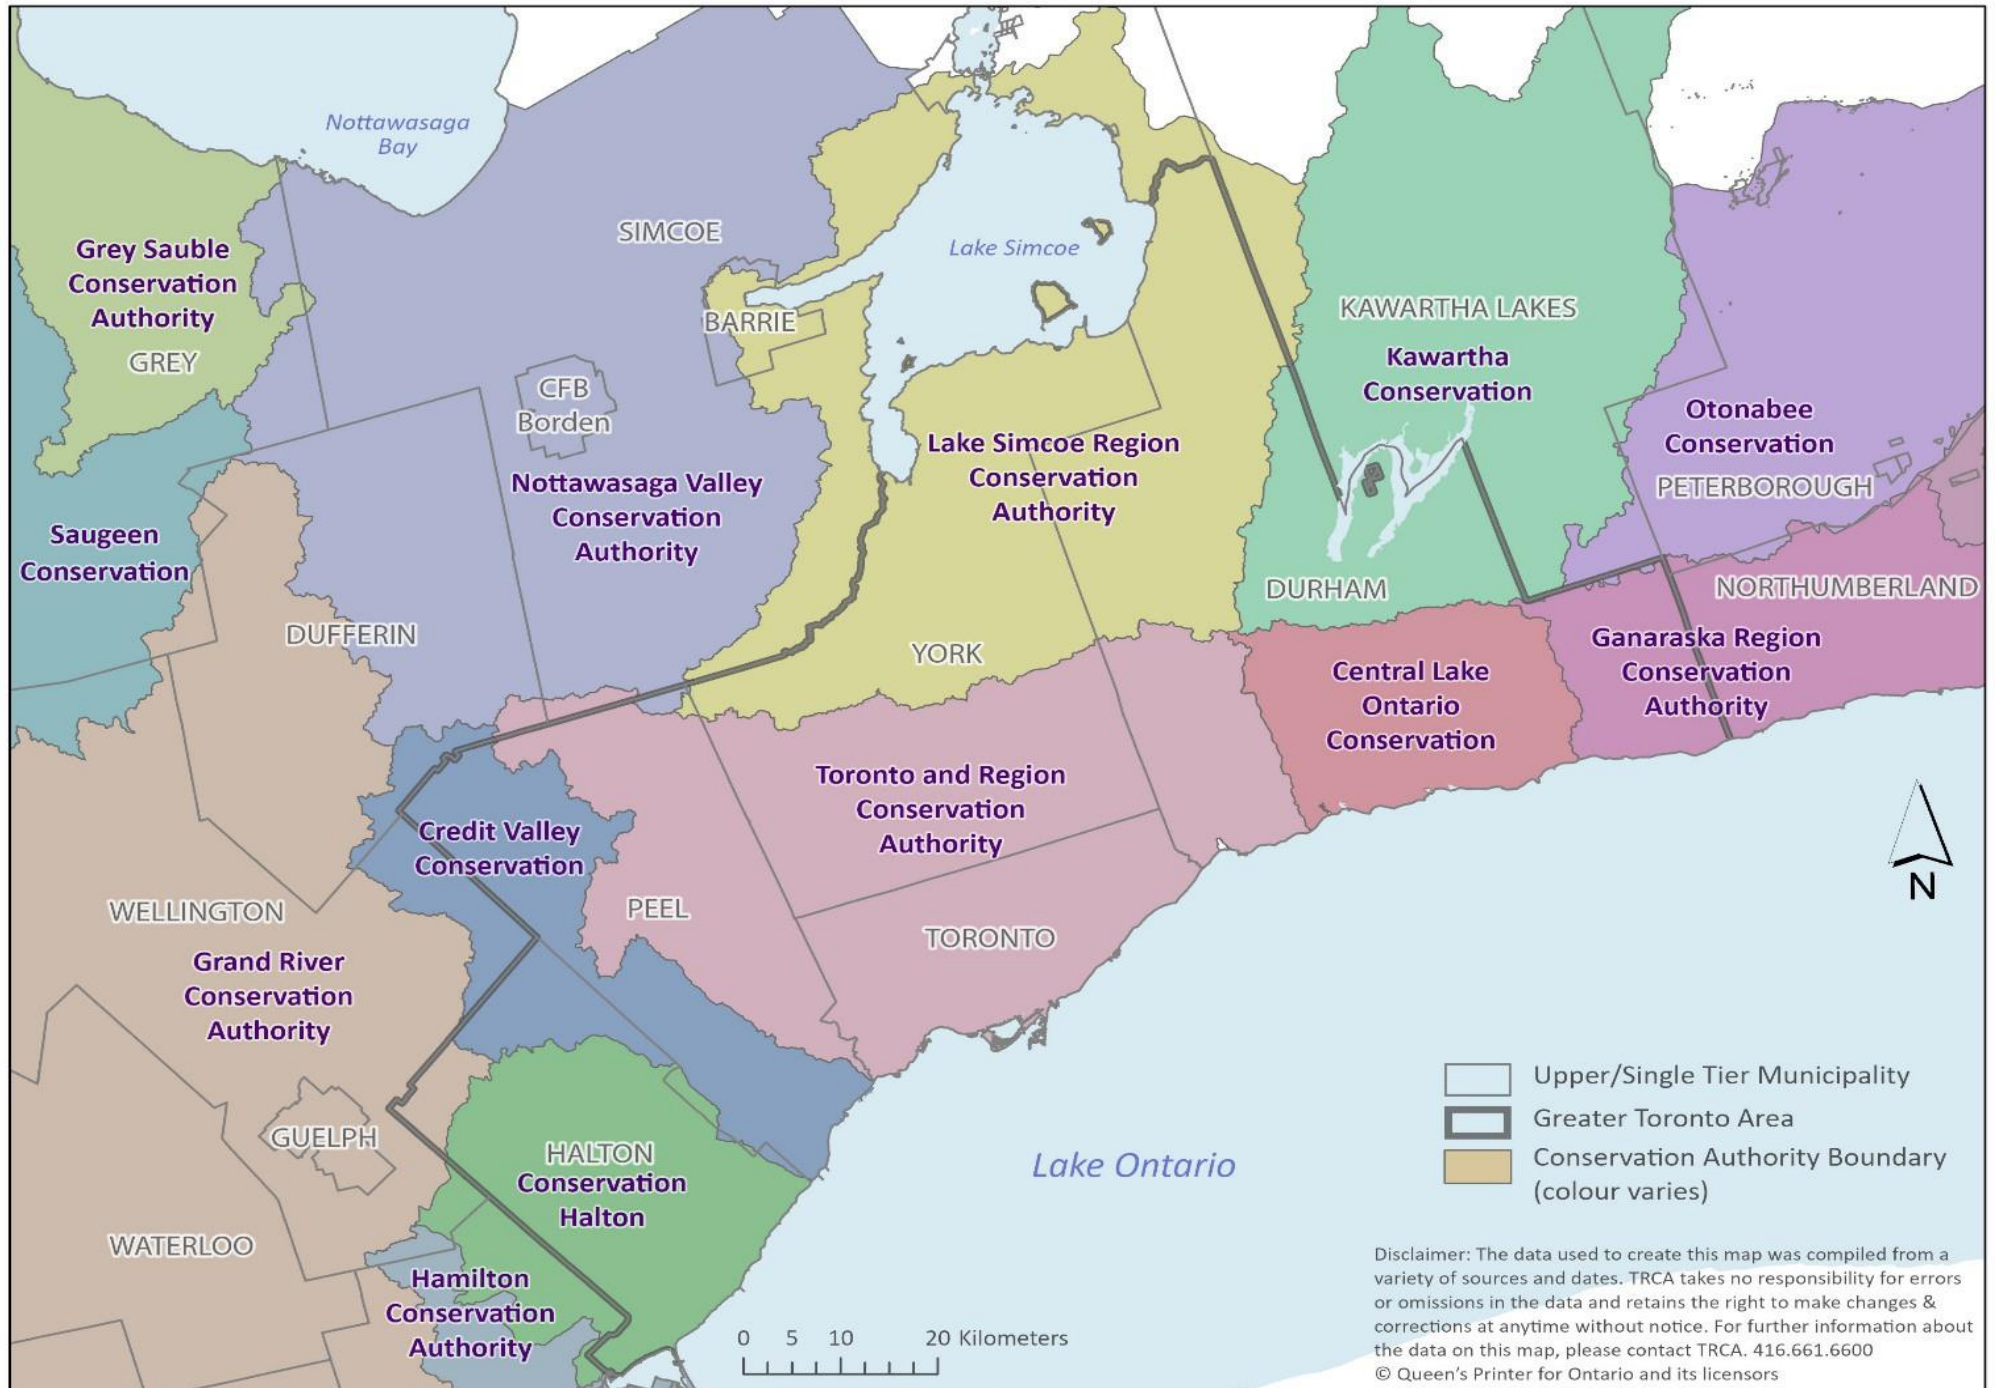 Nottawasaga
Bay
SIMCOE
Lake Simcoe
Grey Sauble
Conservation
Authority
GREY
BARRIE
KAWARTHA LAKES
Kawartha
Conservation
CFB
Borden
Otonabee
Conservation
PETERBOROUGH
Lake Simcoe Region
Conservation
Authority
Nottawasaga Valley
Conservation
Authority
Saugeen
Conservation
DURHAM
NORTHUMBERLAND
DUFFERIN
YORK
Ganaraska Region
Conservation
Authority
Central Lake
Ontario
Conservation
Toronto and Region
Conservation
Authority
Credit Valley
Conservation
N
WELLINGTON
PEEL
TORONTO
Grand River
Conservation
Authority
GUELPH
HALTON
Conservation
Halton
Lake Ontario
WATERLOO
Hamilton
Conservation
Authority
Upper/Single Tier Municipality
Greater Toronto Area
Conservation Authority Boundary
(colour varies)
0 5 10 20 Kilometers
Disclaimer: The data used to create this map was compiled from a
variety of sources and dates. TRCA takes no responsibility for errors
or omissions in the data and retains the right to make changes &
corrections at anytime without notice. For further information about
the data on this map, please contact TRCA. 416.661.6600
© Queen's Printer for Ontario and its licensors